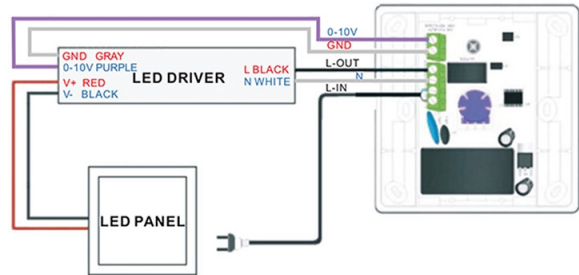 0-10V
GND
GND GRAY
0-10V PURPLE
V+ RED
V- BLACK
LED DRIVER
L BLACK
N WHITE
L-OUT
N
L-IN
LED PANEL